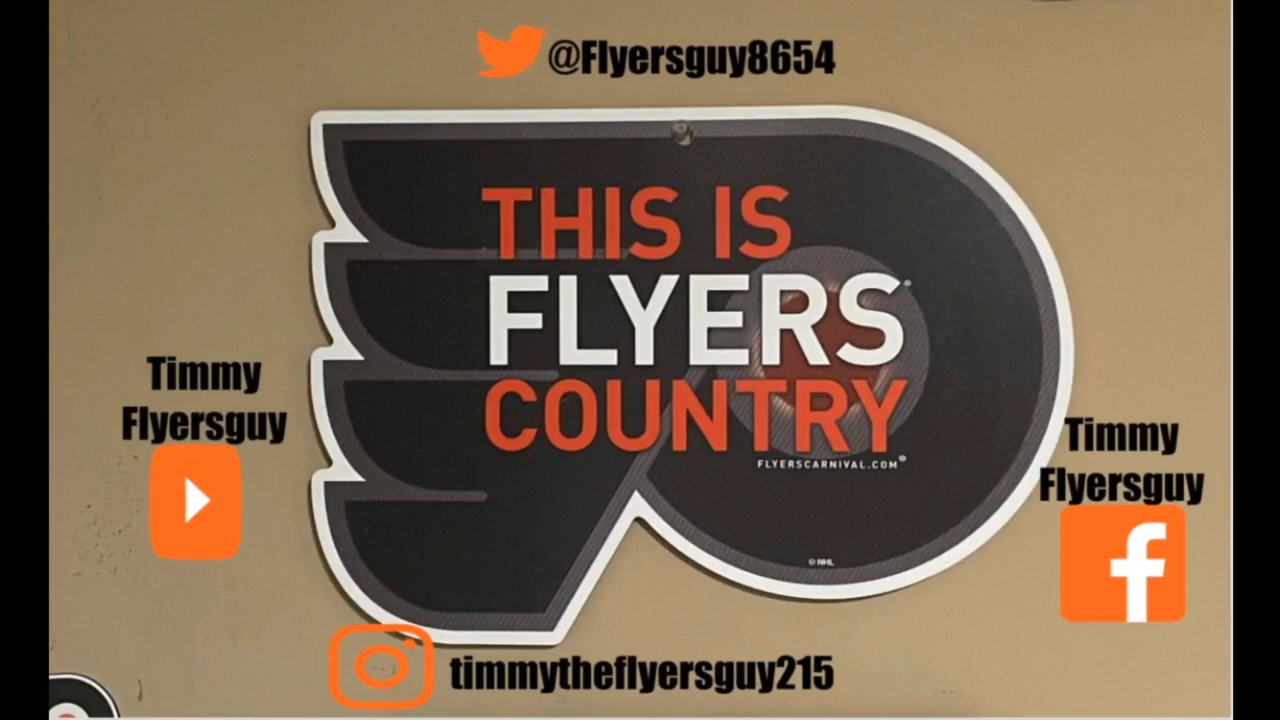 @Flyersguy8654
THIS IS
FLYERS
COUNTRY
FLYERSCARNIVAL.COM®
© NHL
Timmy
Flyersguy
Timmy
Flyersguy
timmytheflyersguy215